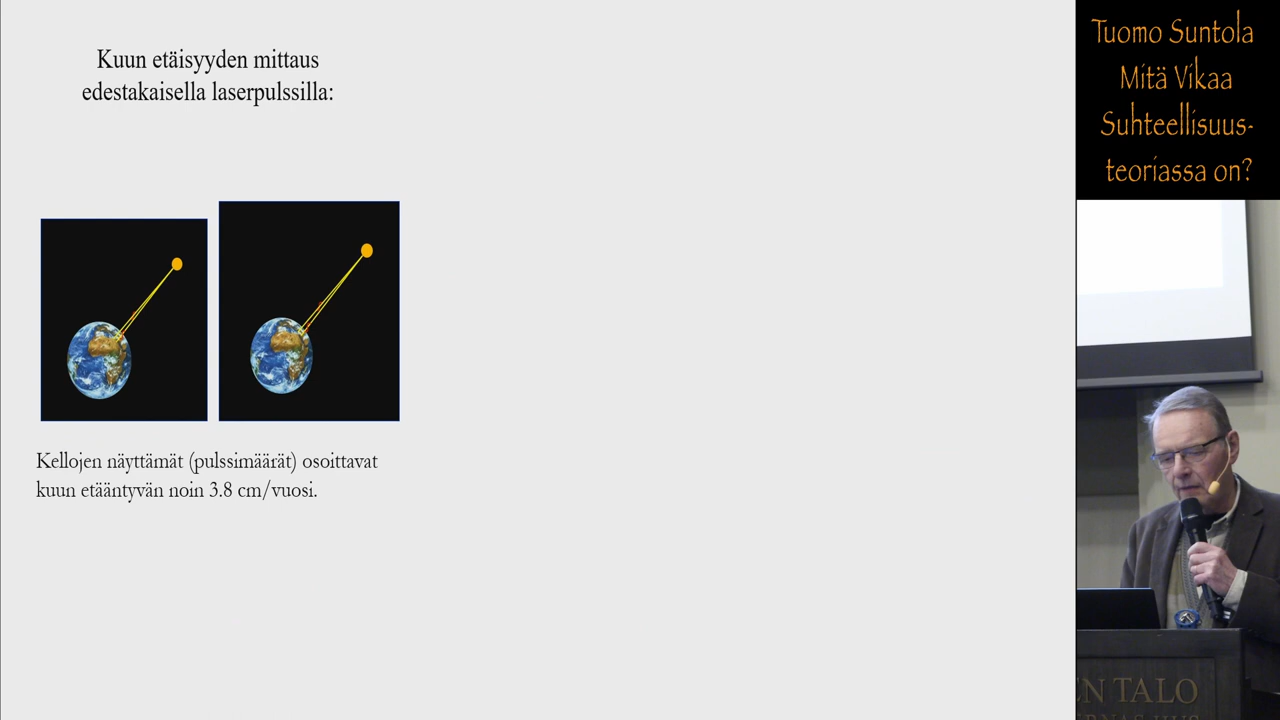 Kuun etäisyyden mittaus
edestakaisella laserpulssilla:
Kellojen näyttämät (pulssimäärät) osoittavat
kuun etääntyvän noin 3.8 cm/vuosi.
Tuomo Suntola
Mitä Vikaa
Suhteellisuus-
teoriassa on?
EN TALO